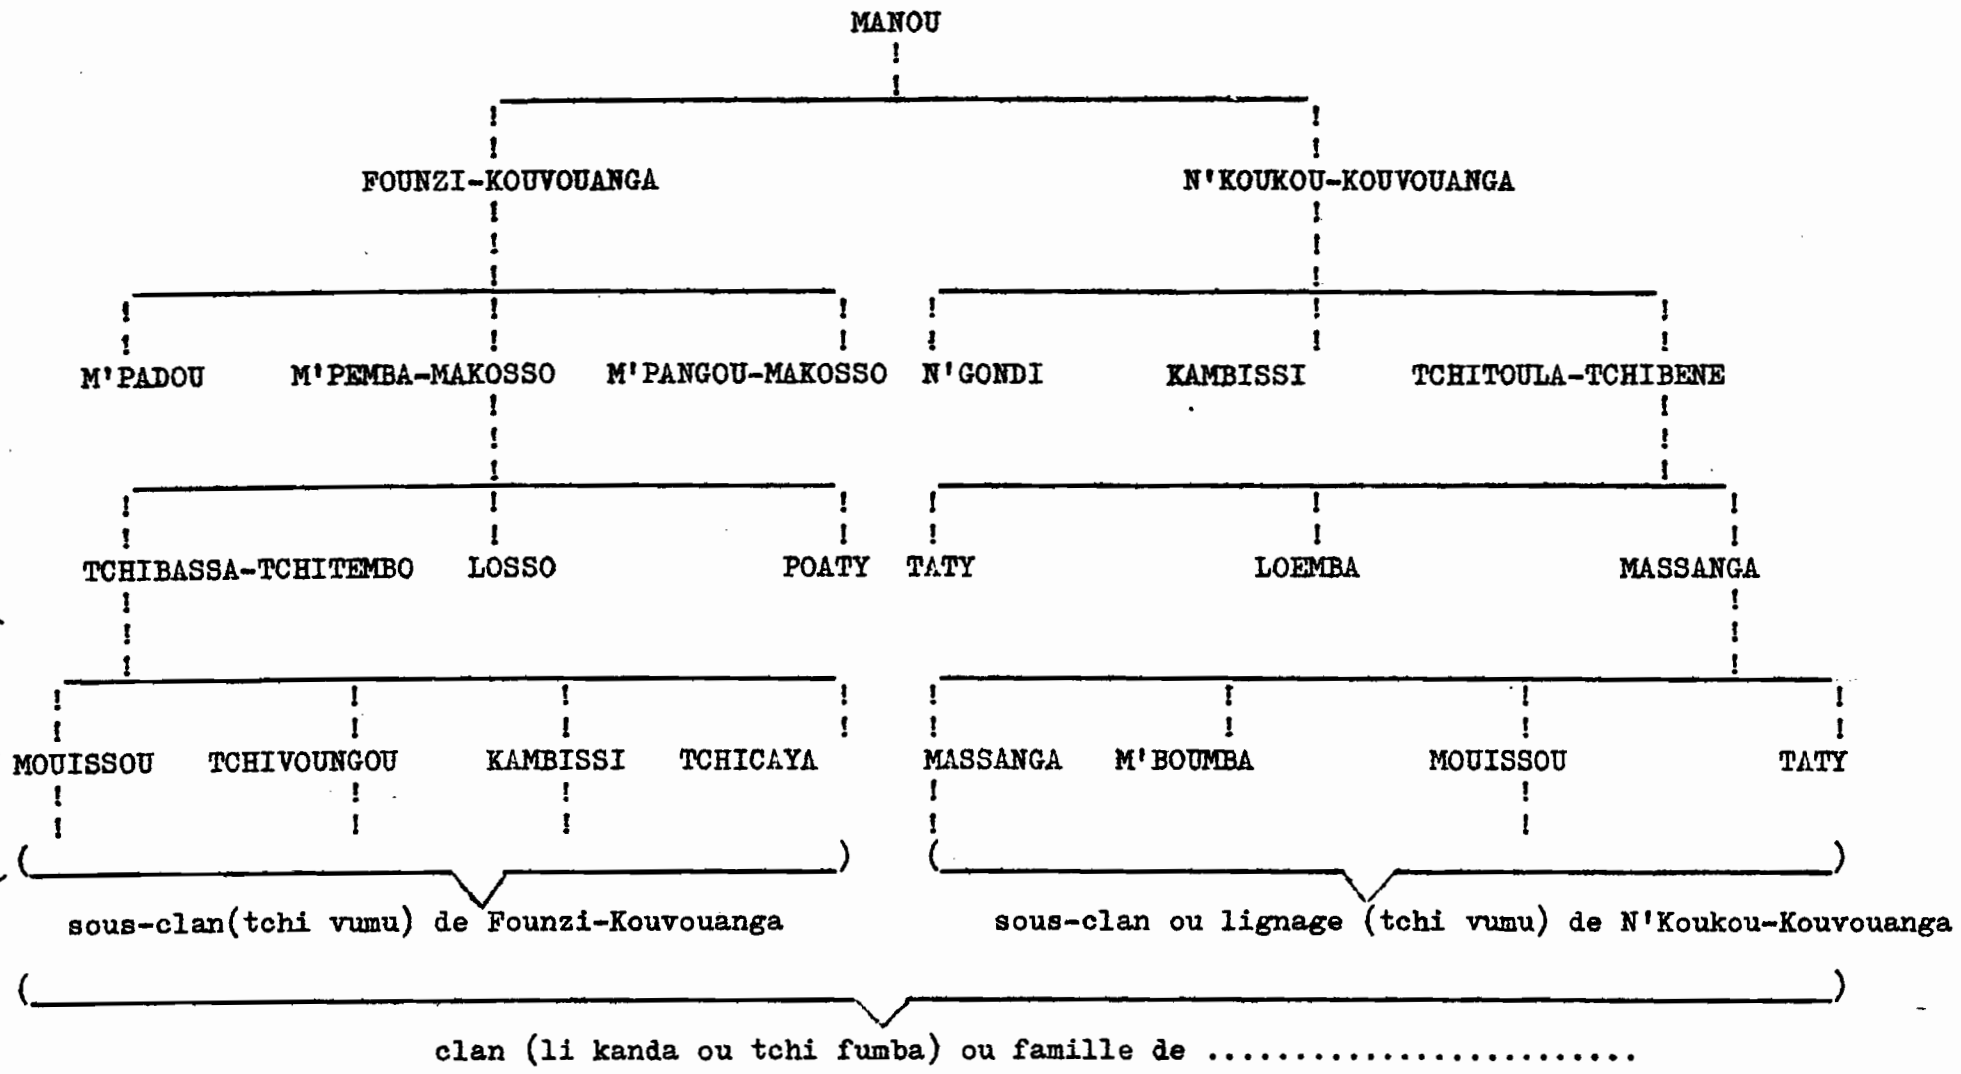 MANOU
FOUNZI-KOUVOUANGA N'KOUKOU-KOUVOUANGA
M'PADOU M'PEMBA-MAKOSSO M'PANGOU-MAKOSSO N'GONDI KAMBISSI TCHITOULA-TCHIBENE
TCHIBASSA-TCHITEMBO LOSSO POATY TATY LOEMBA MASSANGA
MOUISSOU TCHIVOUNGOU KAMBISSI TCHICAYA MASSANGA M'BOUMBA MOUISSOU TATY
sous-clan(tchi vumu) de Founzi-Kouvouanga sous-clan ou lignage (tchi vumu) de N'Koukou-Kouvouanga
clan (li kanda ou tchi fumba) ou famille de .........................